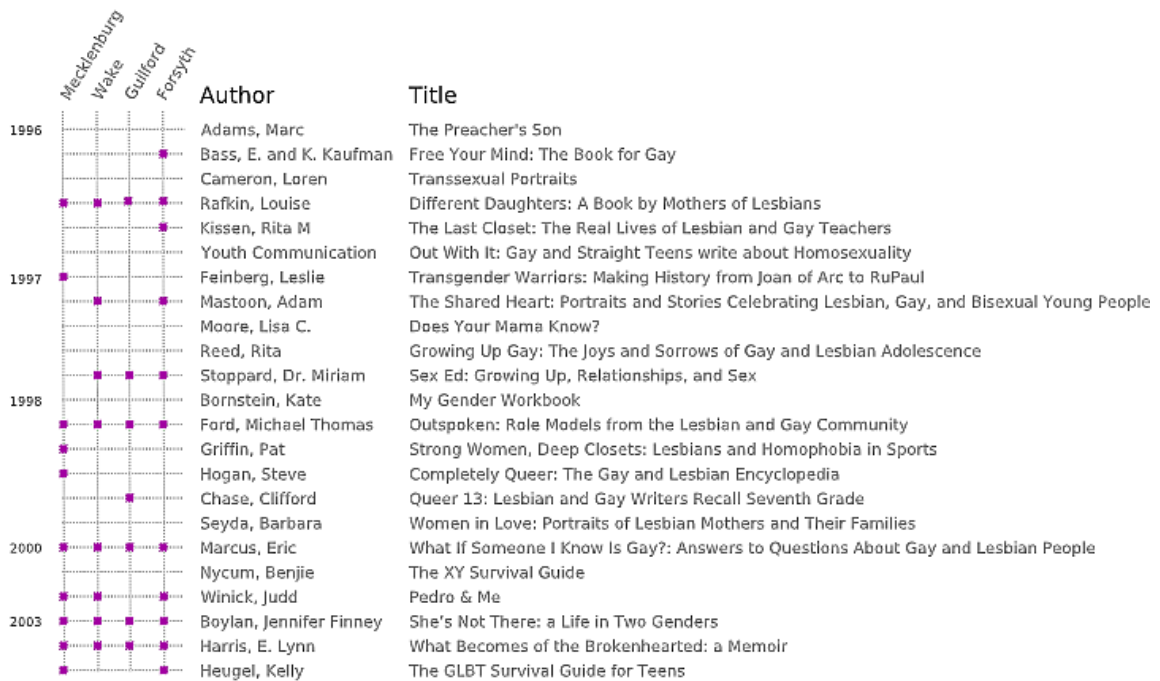 Mecklenburg Wake Guilford Forsyth
Author Title
1996 Adams, Marc The Preacher's Son
Bass, E. and K. Kaufman Free Your Mind: The Book for Gay
Cameron, Loren Transsexual Portraits
Rafkin, Louise Different Daughters: A Book by Mothers of Lesbians
Kissen, Rita M The Last Closet: The Real Lives of Lesbian and Gay Teachers
Youth Communication Out With It: Gay and Straight Teens write about Homosexuality
1997 Feinberg, Leslie Transgender Warriors: Making History from Joan of Arc to RuPaul
Mastoon, Adam The Shared Heart: Portraits and Stories Celebrating Lesbian, Gay, and Bisexual Young People
Moore, Lisa C. Does Your Mama Know?
Reed, Rita Growing Up Gay: The Joys and Sorrows of Gay and Lesbian Adolescence
Stoppard, Dr. Miriam Sex Ed: Growing Up, Relationships, and Sex
1998 Bornstein, Kate My Gender Workbook
Ford, Michael Thomas Outspoken: Role Models from the Lesbian and Gay Community
Griffin, Pat Strong Women, Deep Closets: Lesbians and Homophobia in Sports
Hogan, Steve Completely Queer: The Gay and Lesbian Encyclopedia
Chase, Clifford Queer 13: Lesbian and Gay Writers Recall Seventh Grade
Seyda, Barbara Women in Love: Portraits of Lesbian Mothers and Their Families
2000 Marcus, Eric What If Someone I Know Is Gay?: Answers to Questions About Gay and Lesbian People
Nycum, Benjie The XY Survival Guide
Winick, Judd Pedro & Me
2003 Boylan, Jennifer Finney She's Not There: a Life in Two Genders
Harris, E. Lynn What Becomes of the Brokenhearted: a Memoir
Heugel, Kelly The GLBT Survival Guide for Teens